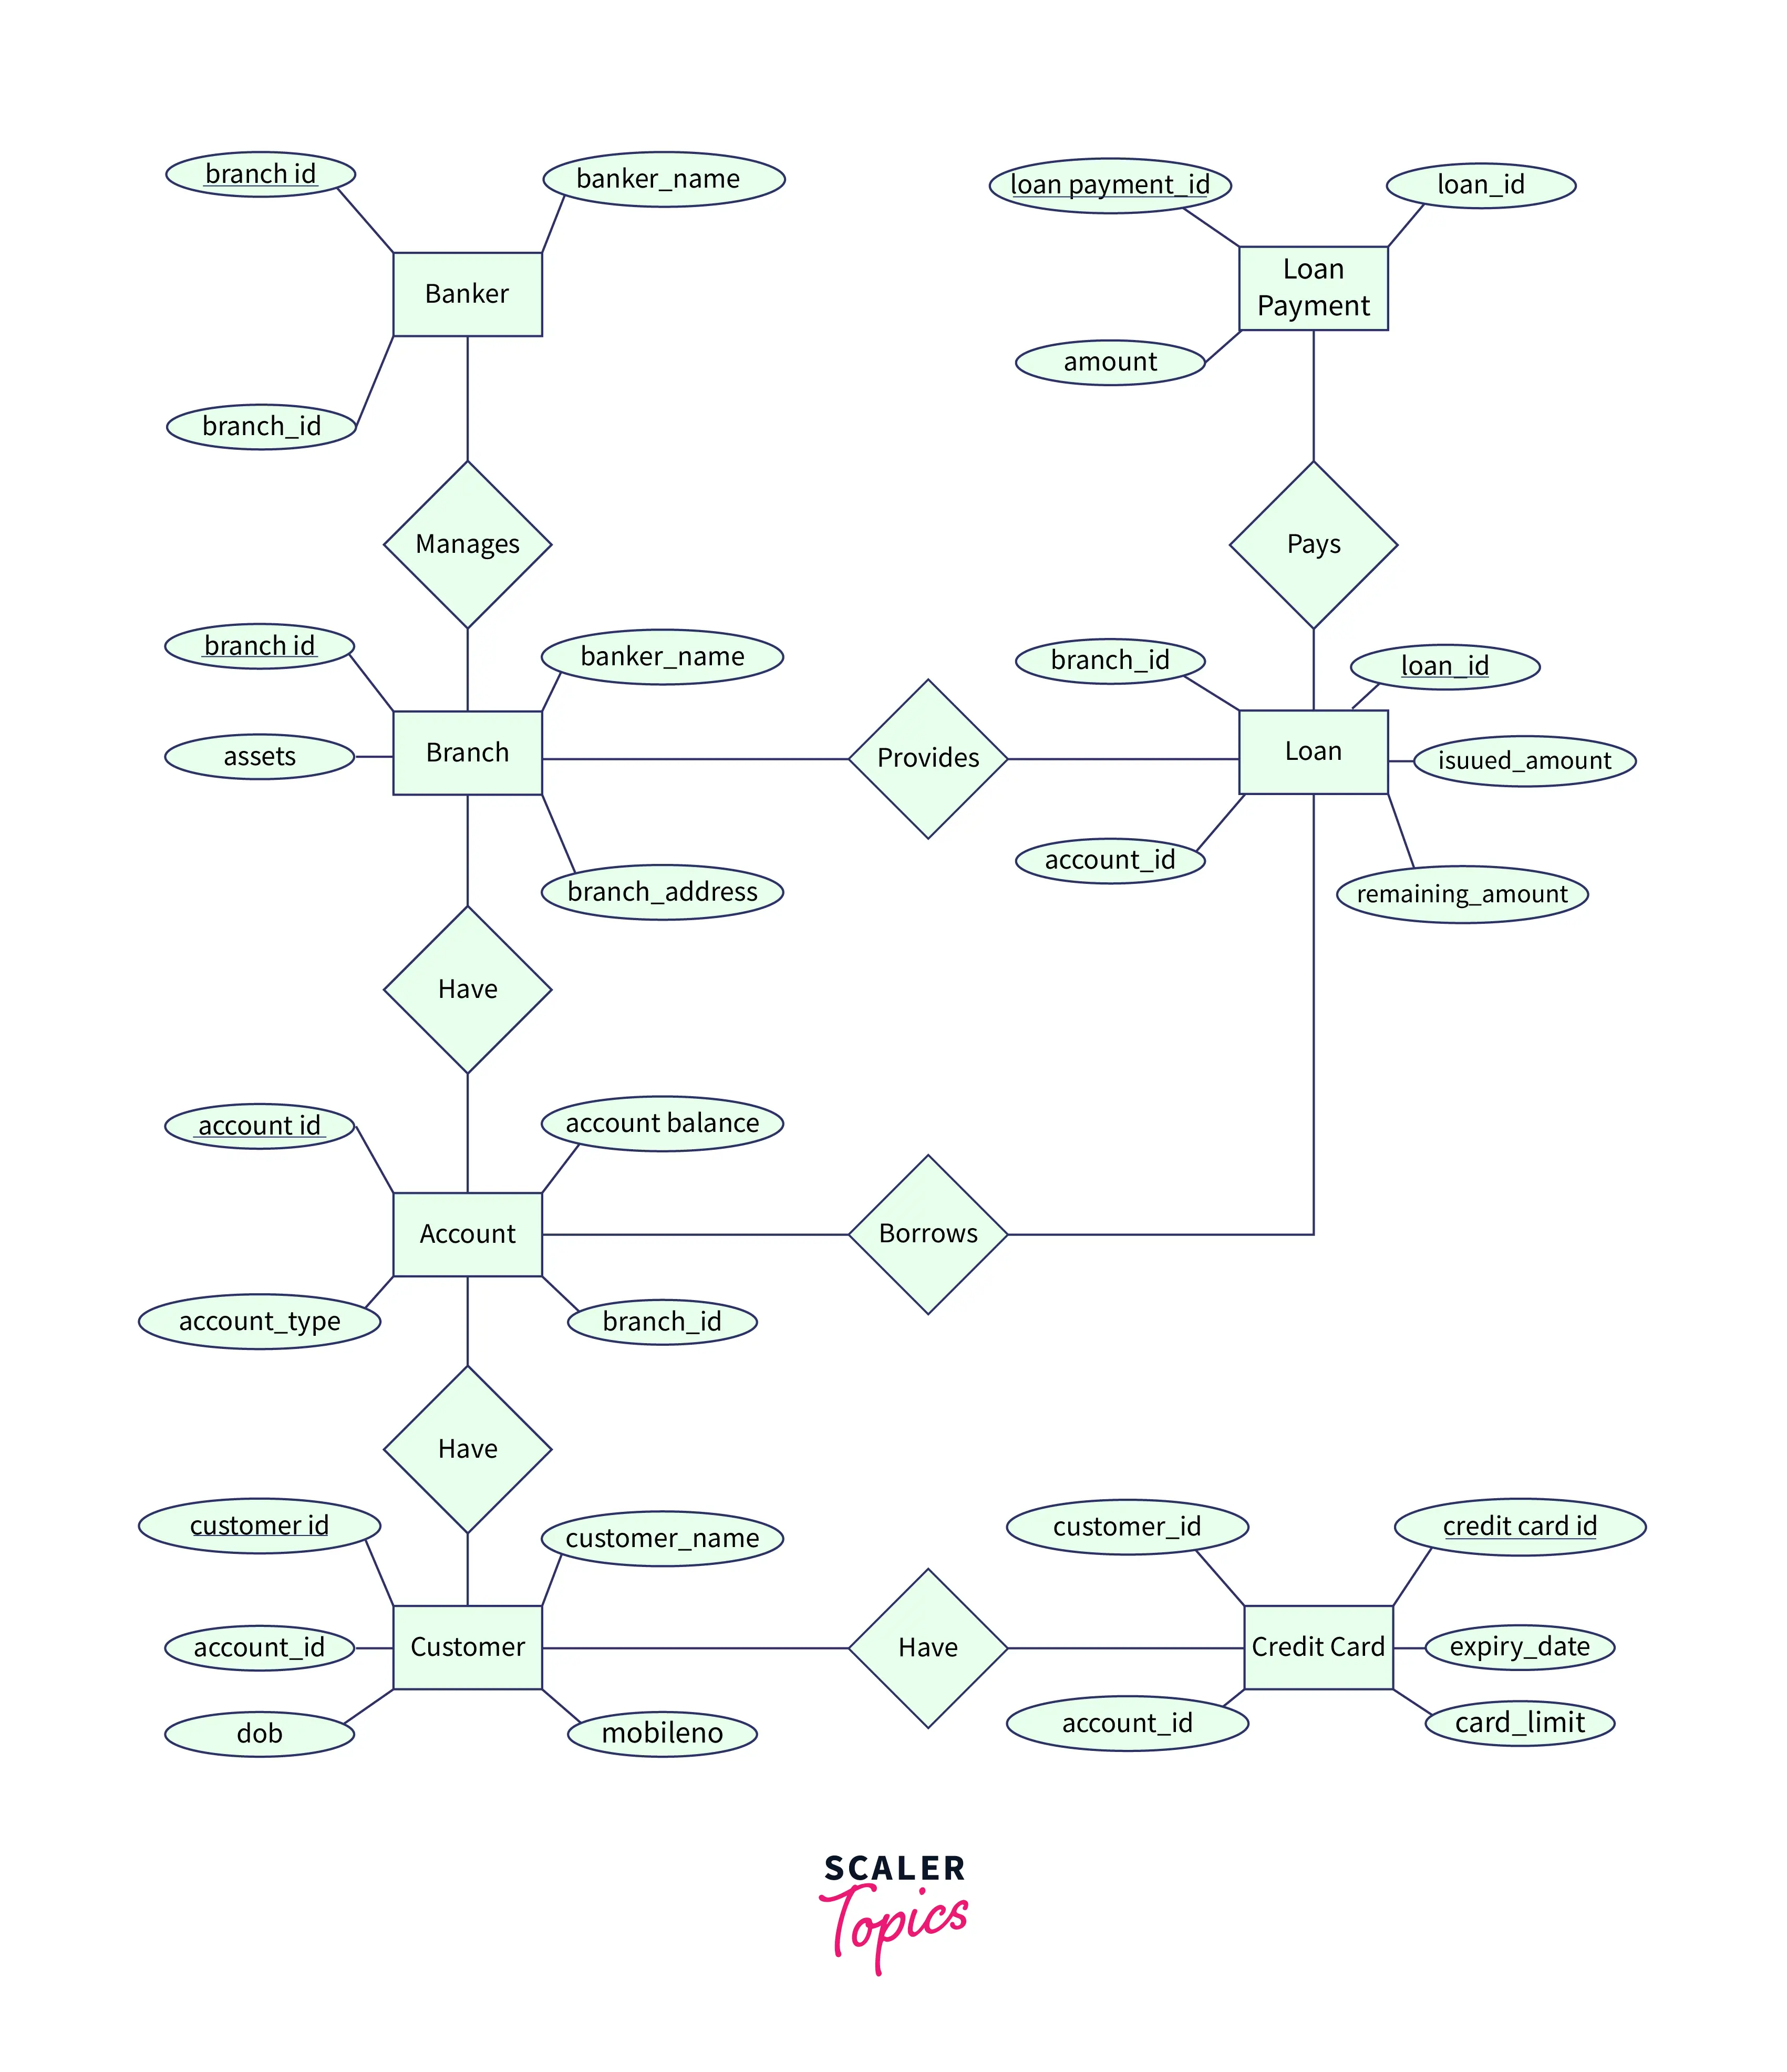 branch id
banker_name
loan payment_id
loan_id
Banker
Loan
Payment
amount
branch_id
Manages
Pays
branch id
banker_name
branch_id
loan_id
assets
Branch
Provides
Loan
isuued_amount
account_id
branch_address
remaining_amount
Have
account id
account balance
Account
Borrows
account_type
branch_id
Have
customer id
customer_name
customer_id
credit card id
account_id
Customer
Have
Credit Card
expiry_date
dob
mobileno
account_id
card_limit
SCALER
Topics